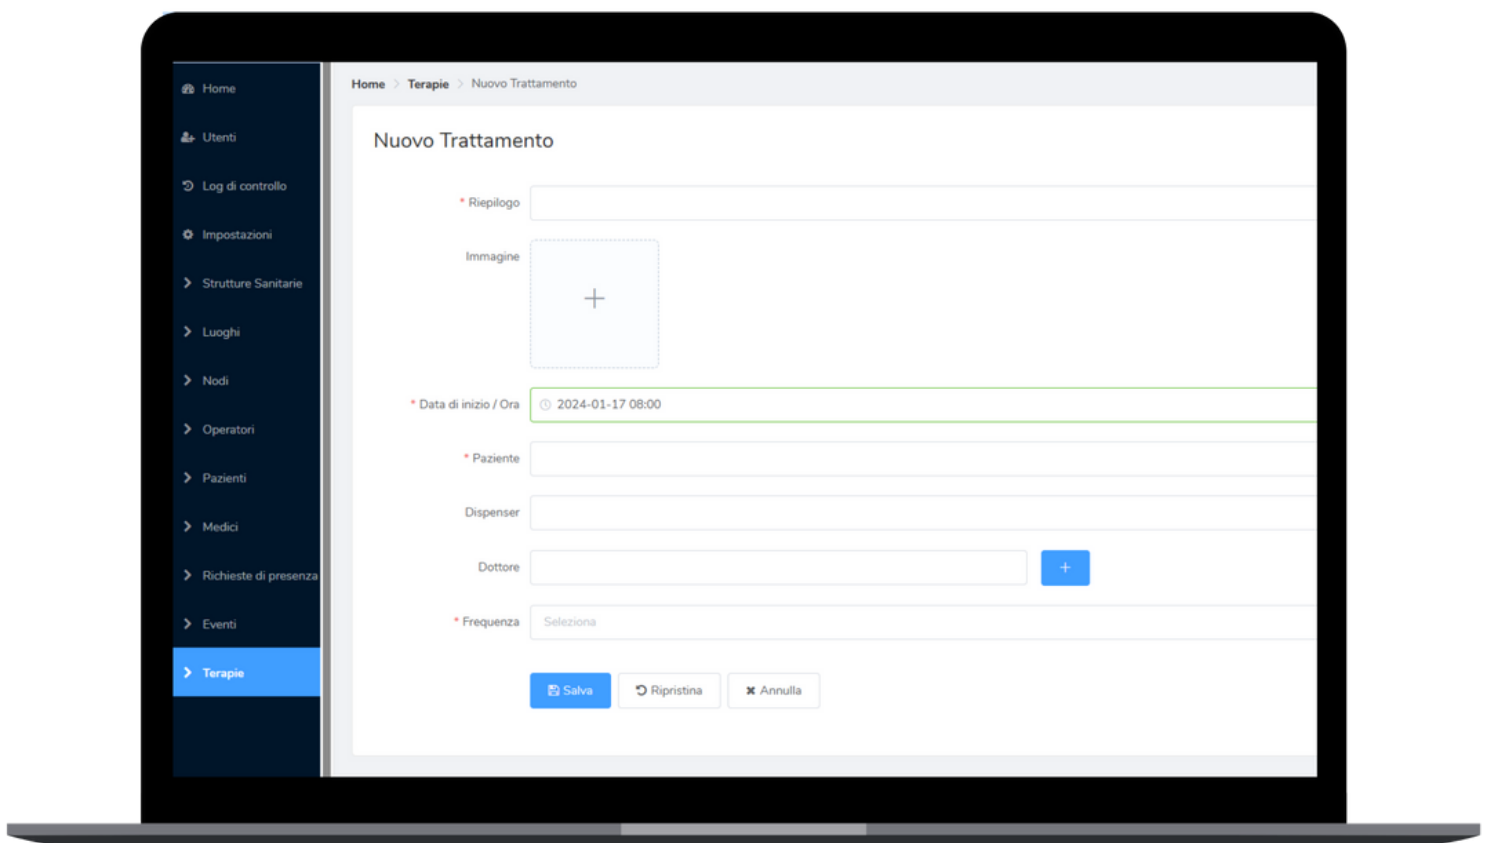 Home
Utenti
Log di controllo
Impostazioni
Strutture Sanitarie
Luoghi
Nodi
Operatori
Pazienti
Medici
Richieste di presenza
Eventi
Terapie
Home > Terapie > Nuovo Trattamento
Nuovo Trattamento
* Riepilogo
Immagine
* Data di inizio / Ora 2024-01-17 08:00
* Paziente
Dispenser
Dottore
* Frequenza Seleziona
Salva Ripristina Annulla